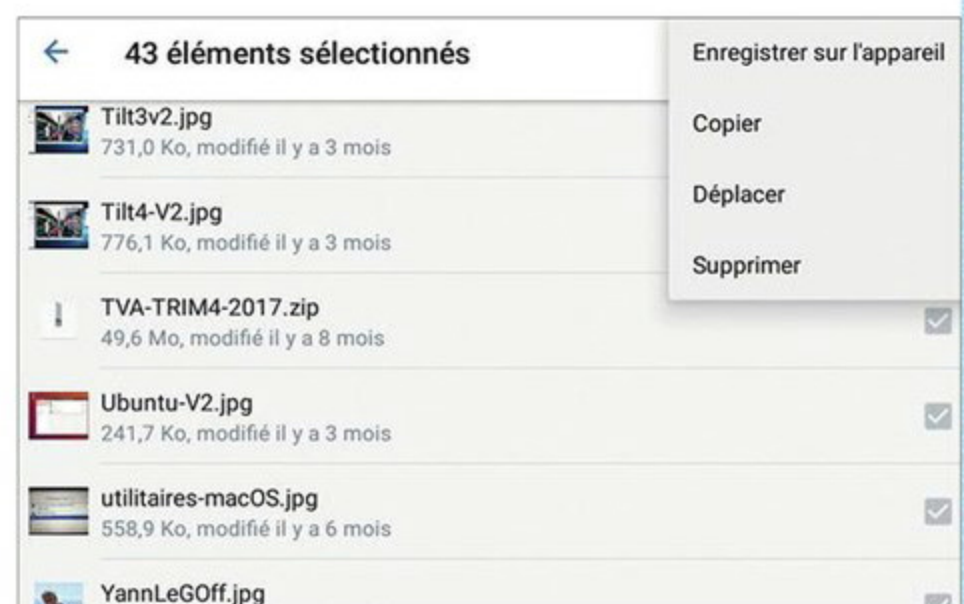 43 éléments sélectionnés
Enregistrer sur l'appareil
Copier
Déplacer
Supprimer
Tilt3v2.jpg
731,0 Ko, modifié il y a 3 mois
Tilt4-V2.jpg
776,1 Ko, modifié il y a 3 mois
TVA-TRIM4-2017.zip
49,6 Mo, modifié il y a 8 mois
Ubuntu-V2.jpg
241,7 Ko, modifié il y a 3 mois
utilitaires-macOS.jpg
558,9 Ko, modifié il y a 6 mois
YannLeGOff.jpg